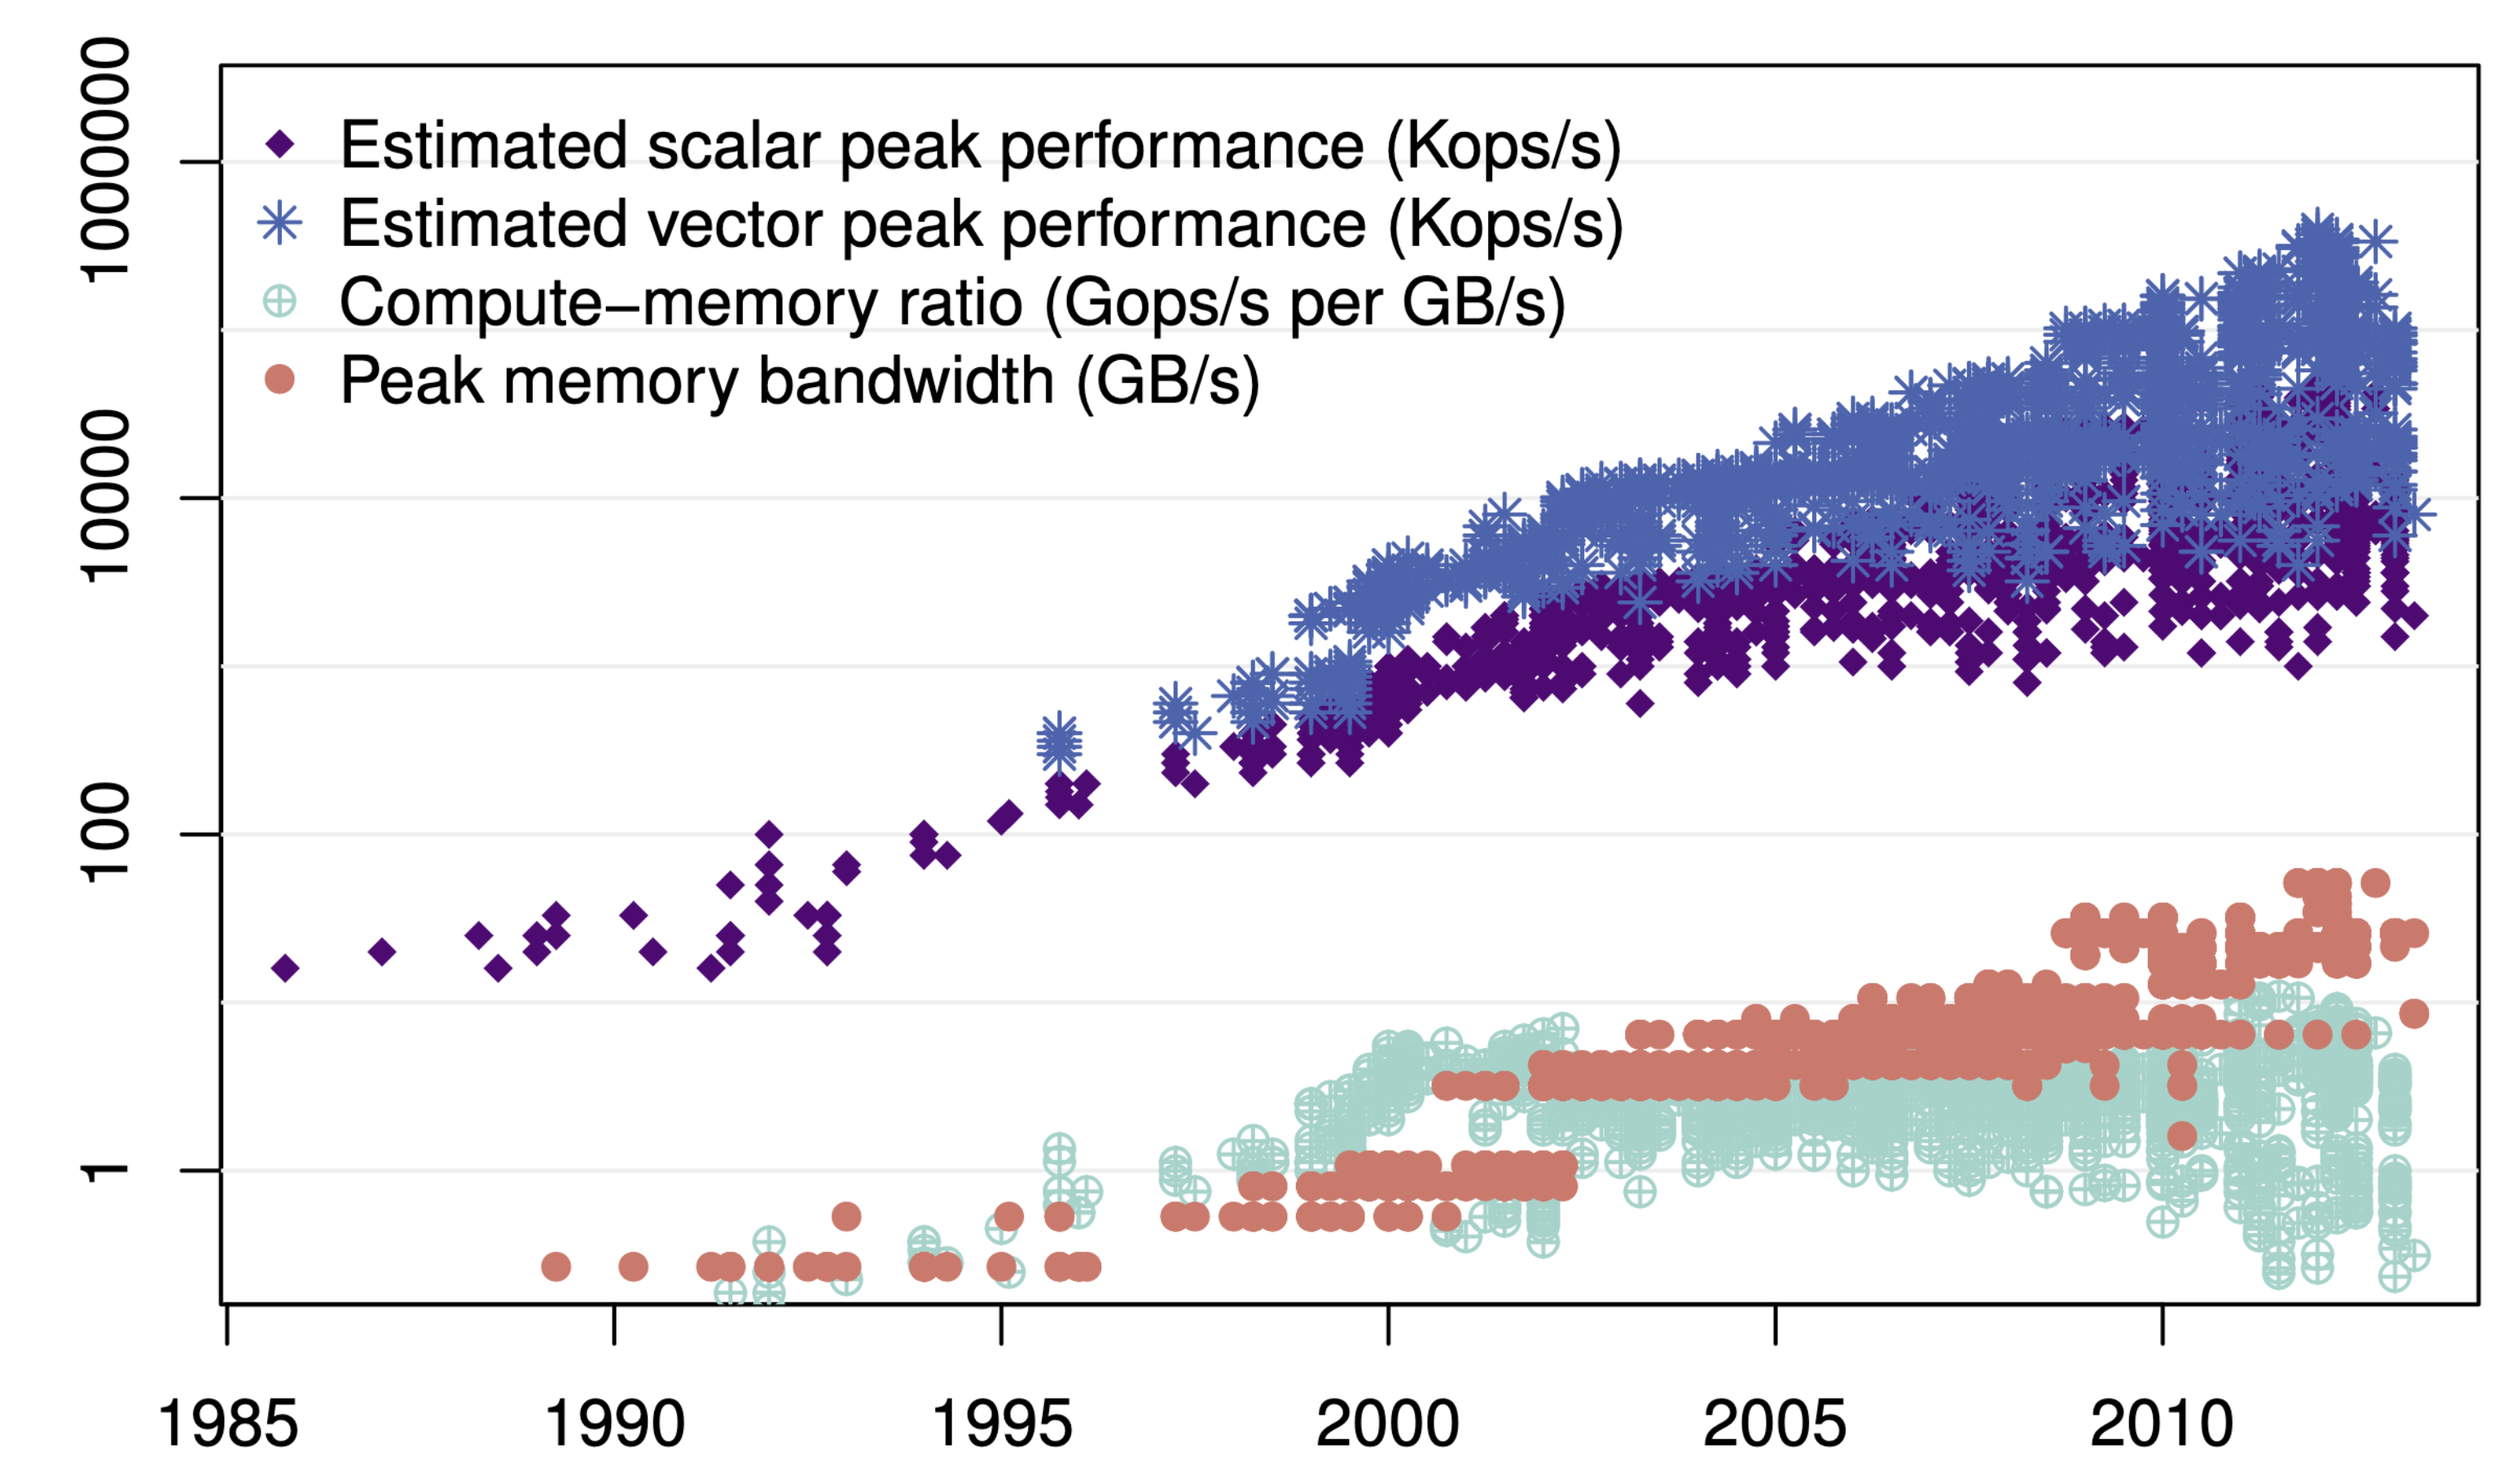 Estimated scalar peak performance (Kops/s)
Estimated vector peak performance (Kops/s)
Compute−memory ratio (Gops/s per GB/s)
Peak memory bandwidth (GB/s)
1000000
10000
100
1
1985 1990 1995 2000 2005 2010